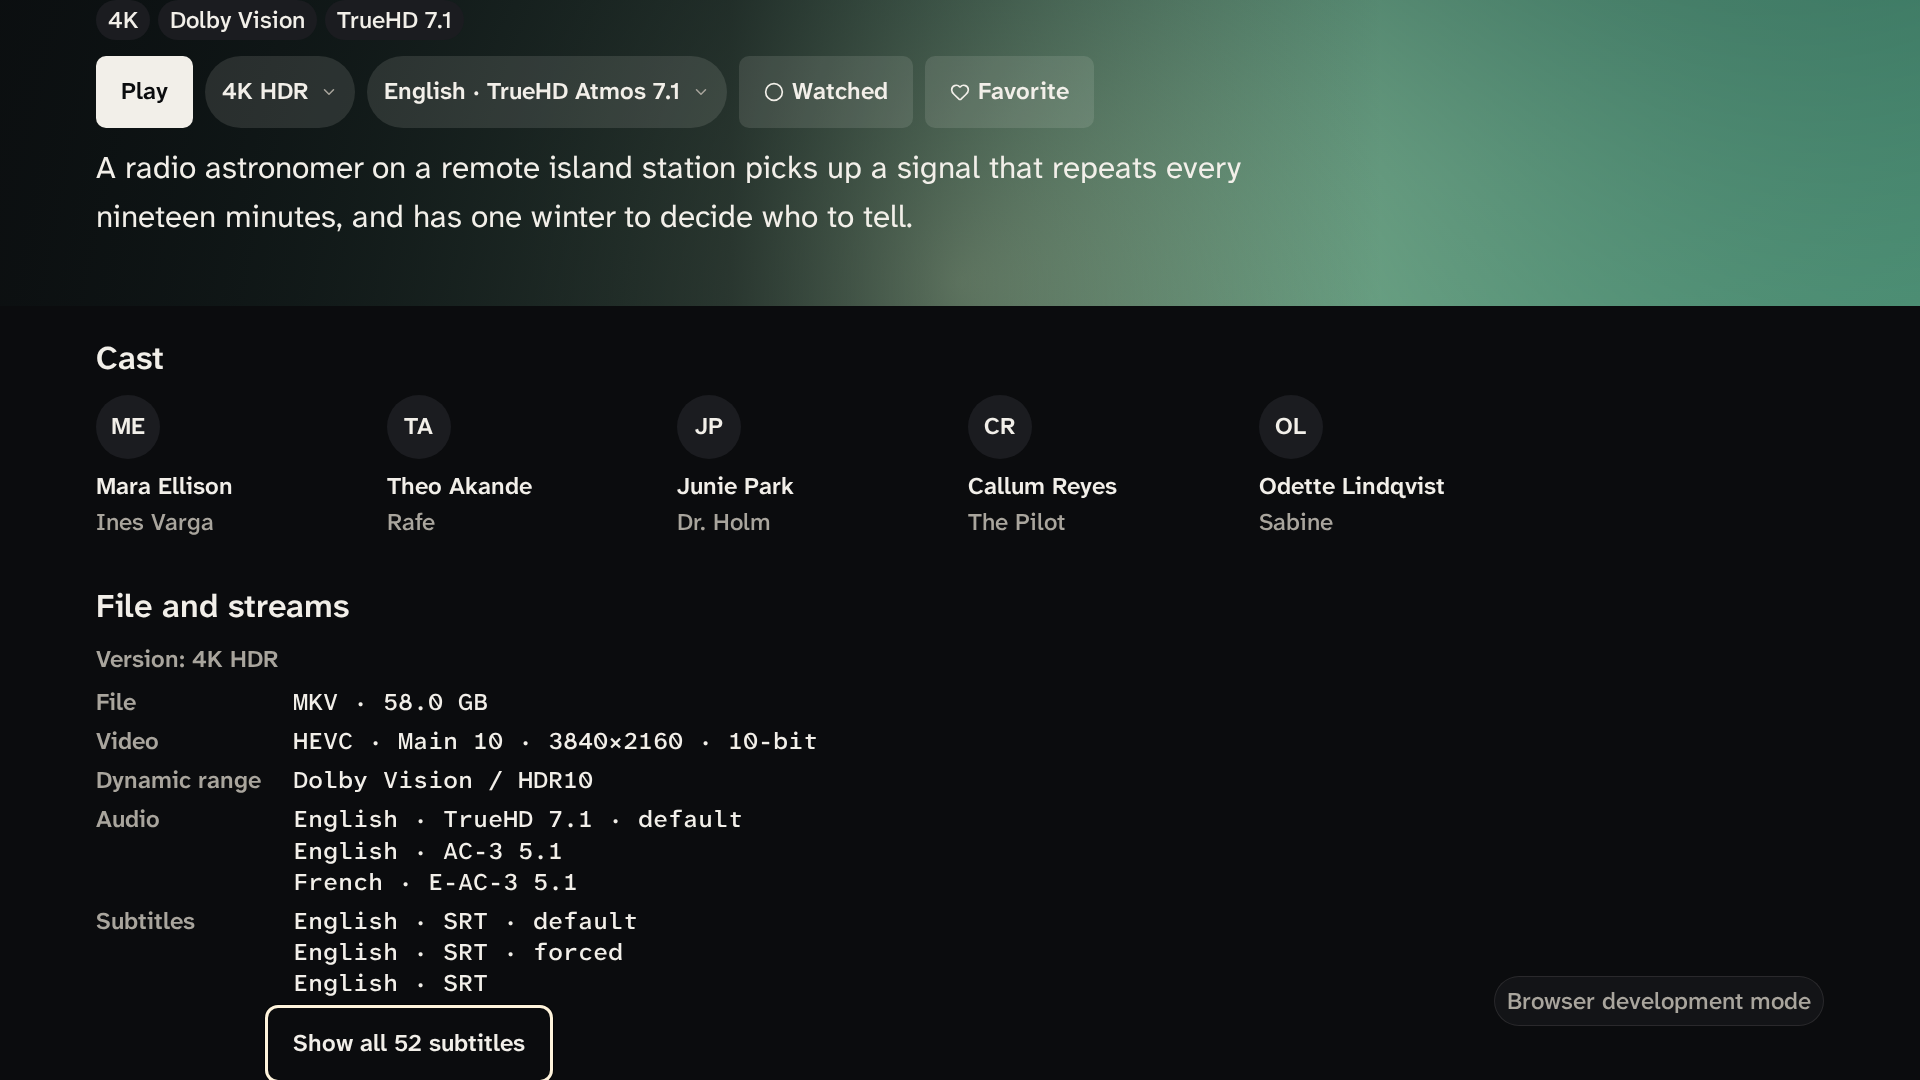 4K Dolby Vision TrueHD 7.1
Play 4K HDR English · TrueHD Atmos 7.1 Watched Favorite
A radio astronomer on a remote island station picks up a signal that repeats every
nineteen minutes, and has one winter to decide who to tell.
Cast
ME TA JP CR OL
Mara Ellison Theo Akande Junie Park Callum Reyes Odette Lindqvist
Ines Varga Rafe Dr. Holm The Pilot Sabine
File and streams
Version: 4K HDR
File MKV · 58.0 GB
Video HEVC · Main 10 · 3840×2160 · 10-bit
Dynamic range Dolby Vision / HDR10
Audio English · TrueHD 7.1 · default
English · AC-3 5.1
French · E-AC-3 5.1
Subtitles English · SRT · default
English · SRT · forced
English · SRT
Browser development mode
Show all 52 subtitles